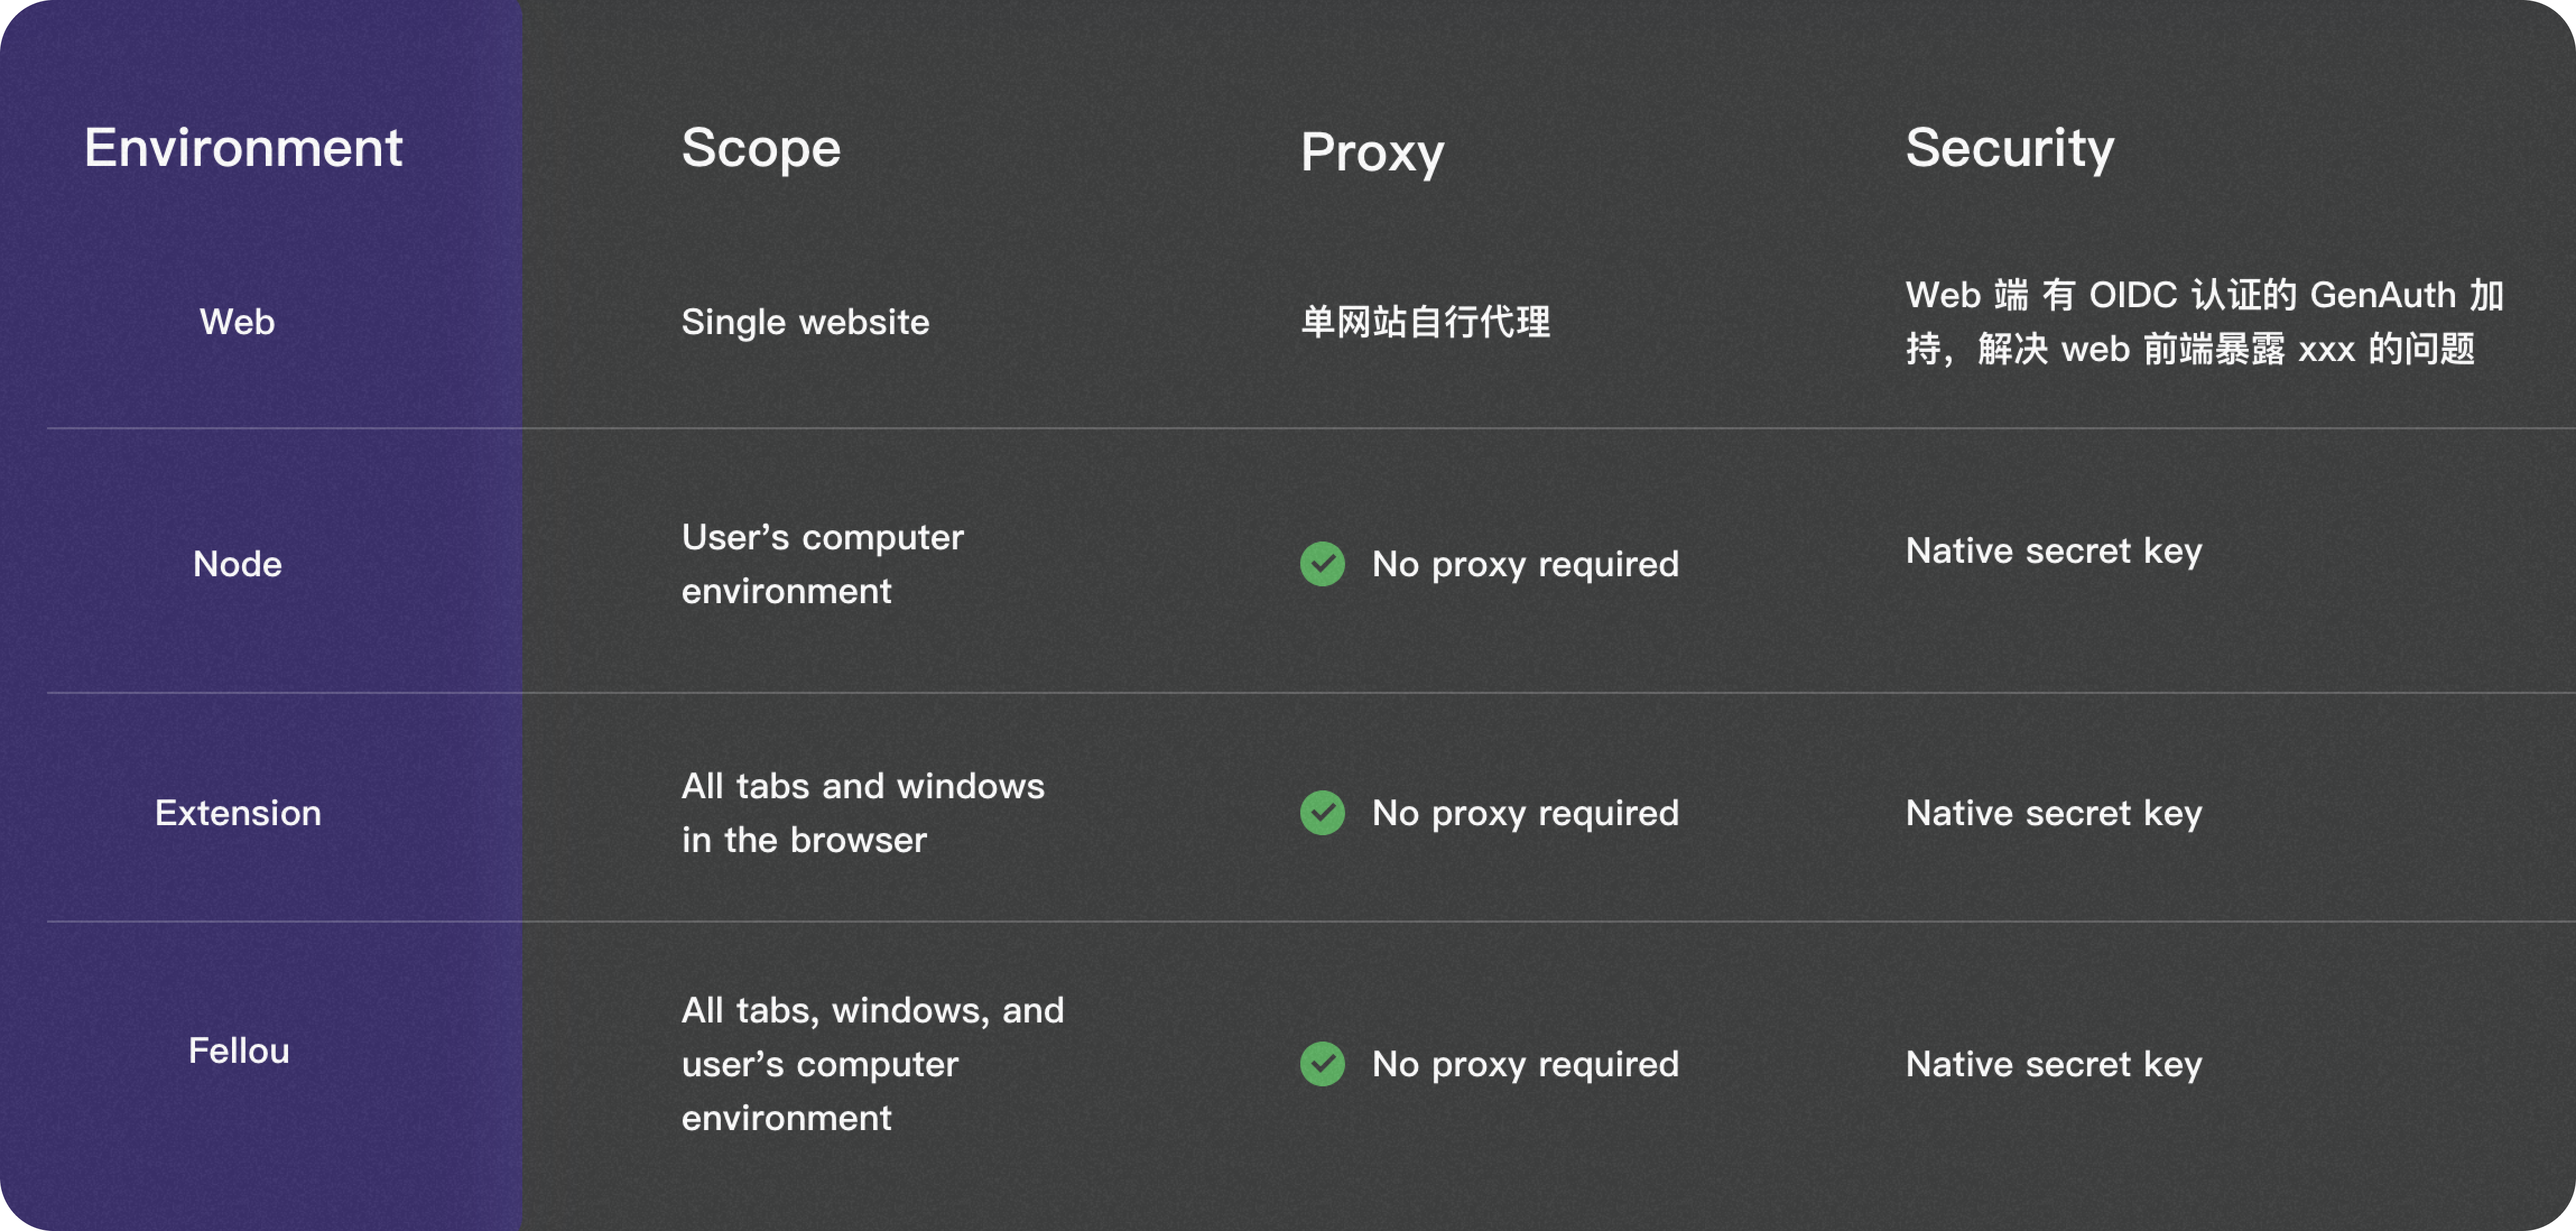 Environment
Scope
Proxy
Security
Web
Single website
单网站自行代理
Web 端 有 OIDC 认证的 GenAuth 加
持，解决 web 前端暴露 xxx 的问题
Node
User’s computer
environment
No proxy required
Native secret key
Extension
All tabs and windows
in the browser
No proxy required
Native secret key
Fellou
All tabs, windows, and
user’s computer
environment
No proxy required
Native secret key